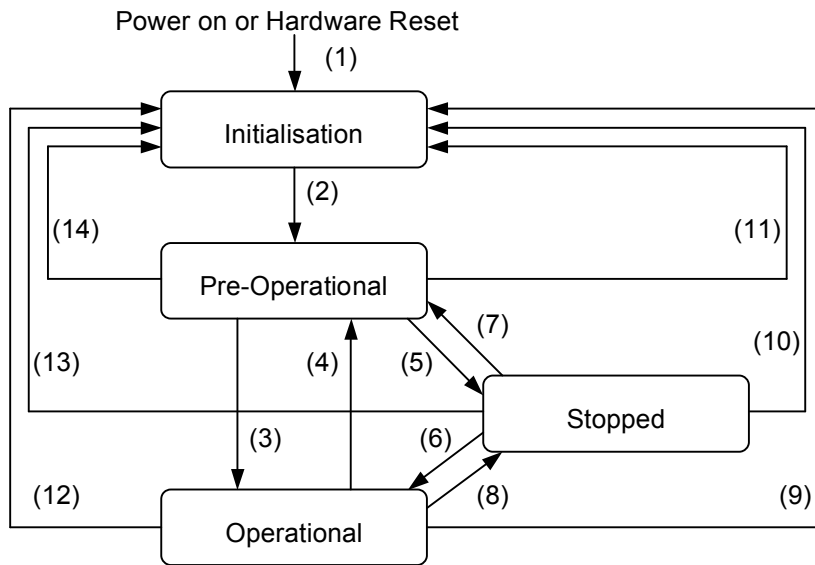 Power on or Hardware Reset
(1)
Initialisation
(2)
(14)
(11)
Pre-Operational
(7)
(13)
(4)
(5)
(10)
Stopped
(3)
(6)
(12)
(8)
(9)
Operational